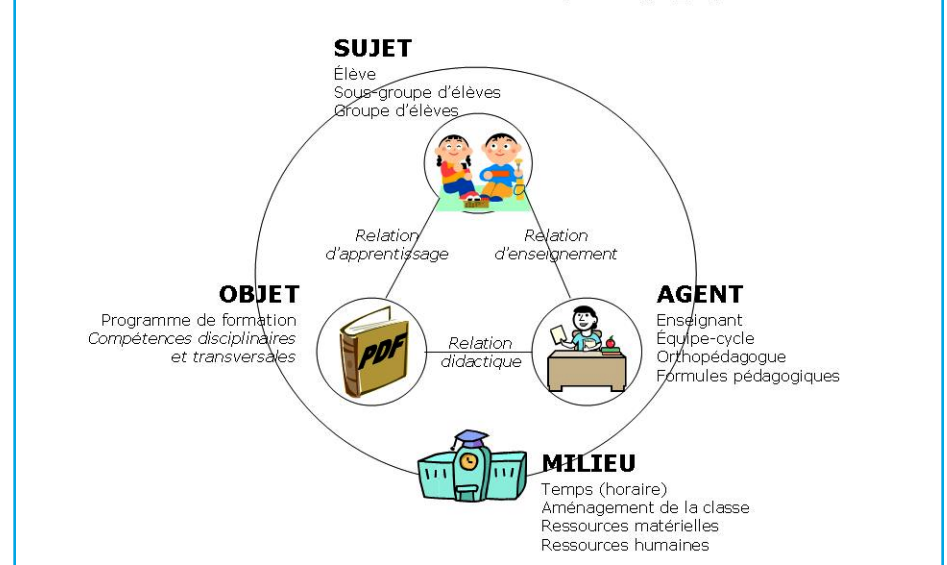 SUJET
Élève
Sous-groupe d'élèves
Groupe d'élèves
Relation
d'apprentissage
Relation
d'enseignement
OBJET
Programme de formation
Compétences disciplinaires
et transversales
PDF
Relation
didactique
AGENT
Enseignant
Équipe-cycle
Orthopédagogue
Formules pédagogiques
MILIEU
Temps (horaire)
Aménagement de la classe
Ressources matérielles
Ressources humaines